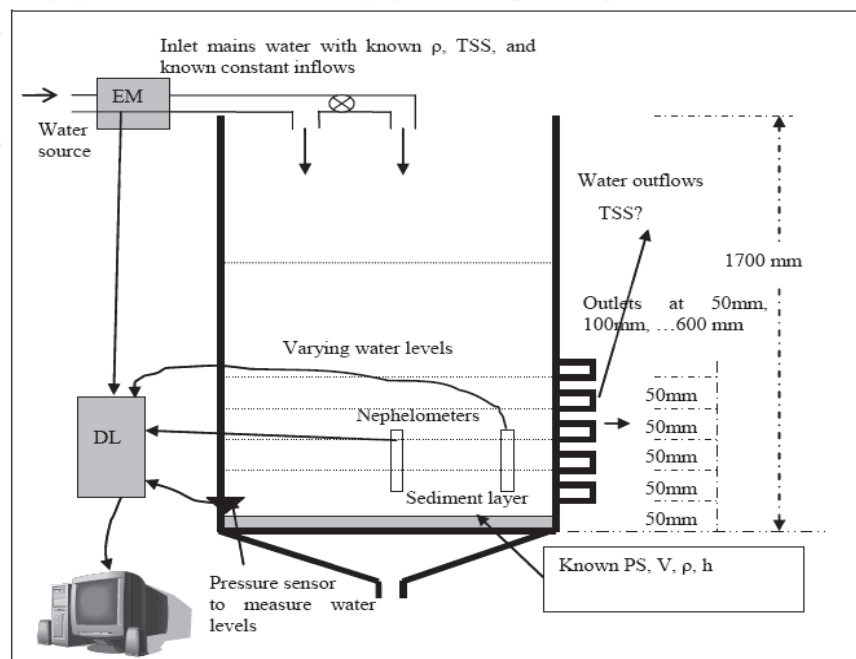 Inlet mains water with known ρ, TSS, and
known constant inflows
EM
Water
source
Water outflows
TSS?
1700 mm
Outlets at 50mm,
100mm, …600 mm
Varying water levels
50mm
Nephelometers
DL
50mm
50mm
50mm
Sediment layer
50mm
Known PS, V, ρ, h
Pressure sensor
to measure water
levels